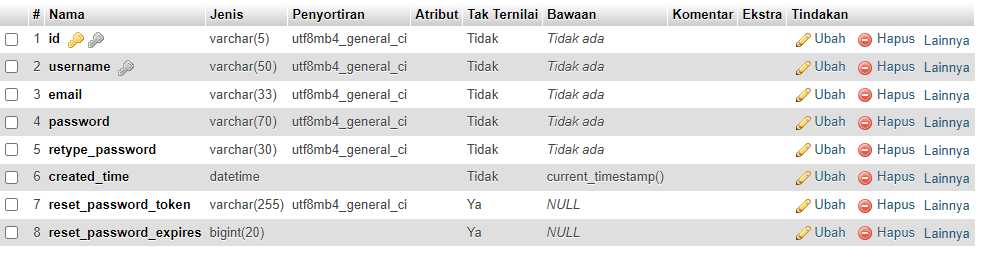 # Nama Jenis Penyortiran Atribut Tak Ternilai Bawaan Komentar Ekstra Tindakan
1 id varchar(5) utf8mb4_general_ci Tidak Tidak ada Ubah Hapus Lainnya
2 username varchar(50) utf8mb4_general_ci Tidak Tidak ada Ubah Hapus Lainnya
3 email varchar(33) utf8mb4_general_ci Tidak Tidak ada Ubah Hapus Lainnya
4 password varchar(70) utf8mb4_general_ci Tidak Tidak ada Ubah Hapus Lainnya
5 retype_password varchar(30) utf8mb4_general_ci Tidak Tidak ada Ubah Hapus Lainnya
6 created_time datetime Tidak current_timestamp() Ubah Hapus Lainnya
7 reset_password_token varchar(255) utf8mb4_general_ci Ya NULL Ubah Hapus Lainnya
8 reset_password_expires bigint(20) Ya NULL Ubah Hapus Lainnya